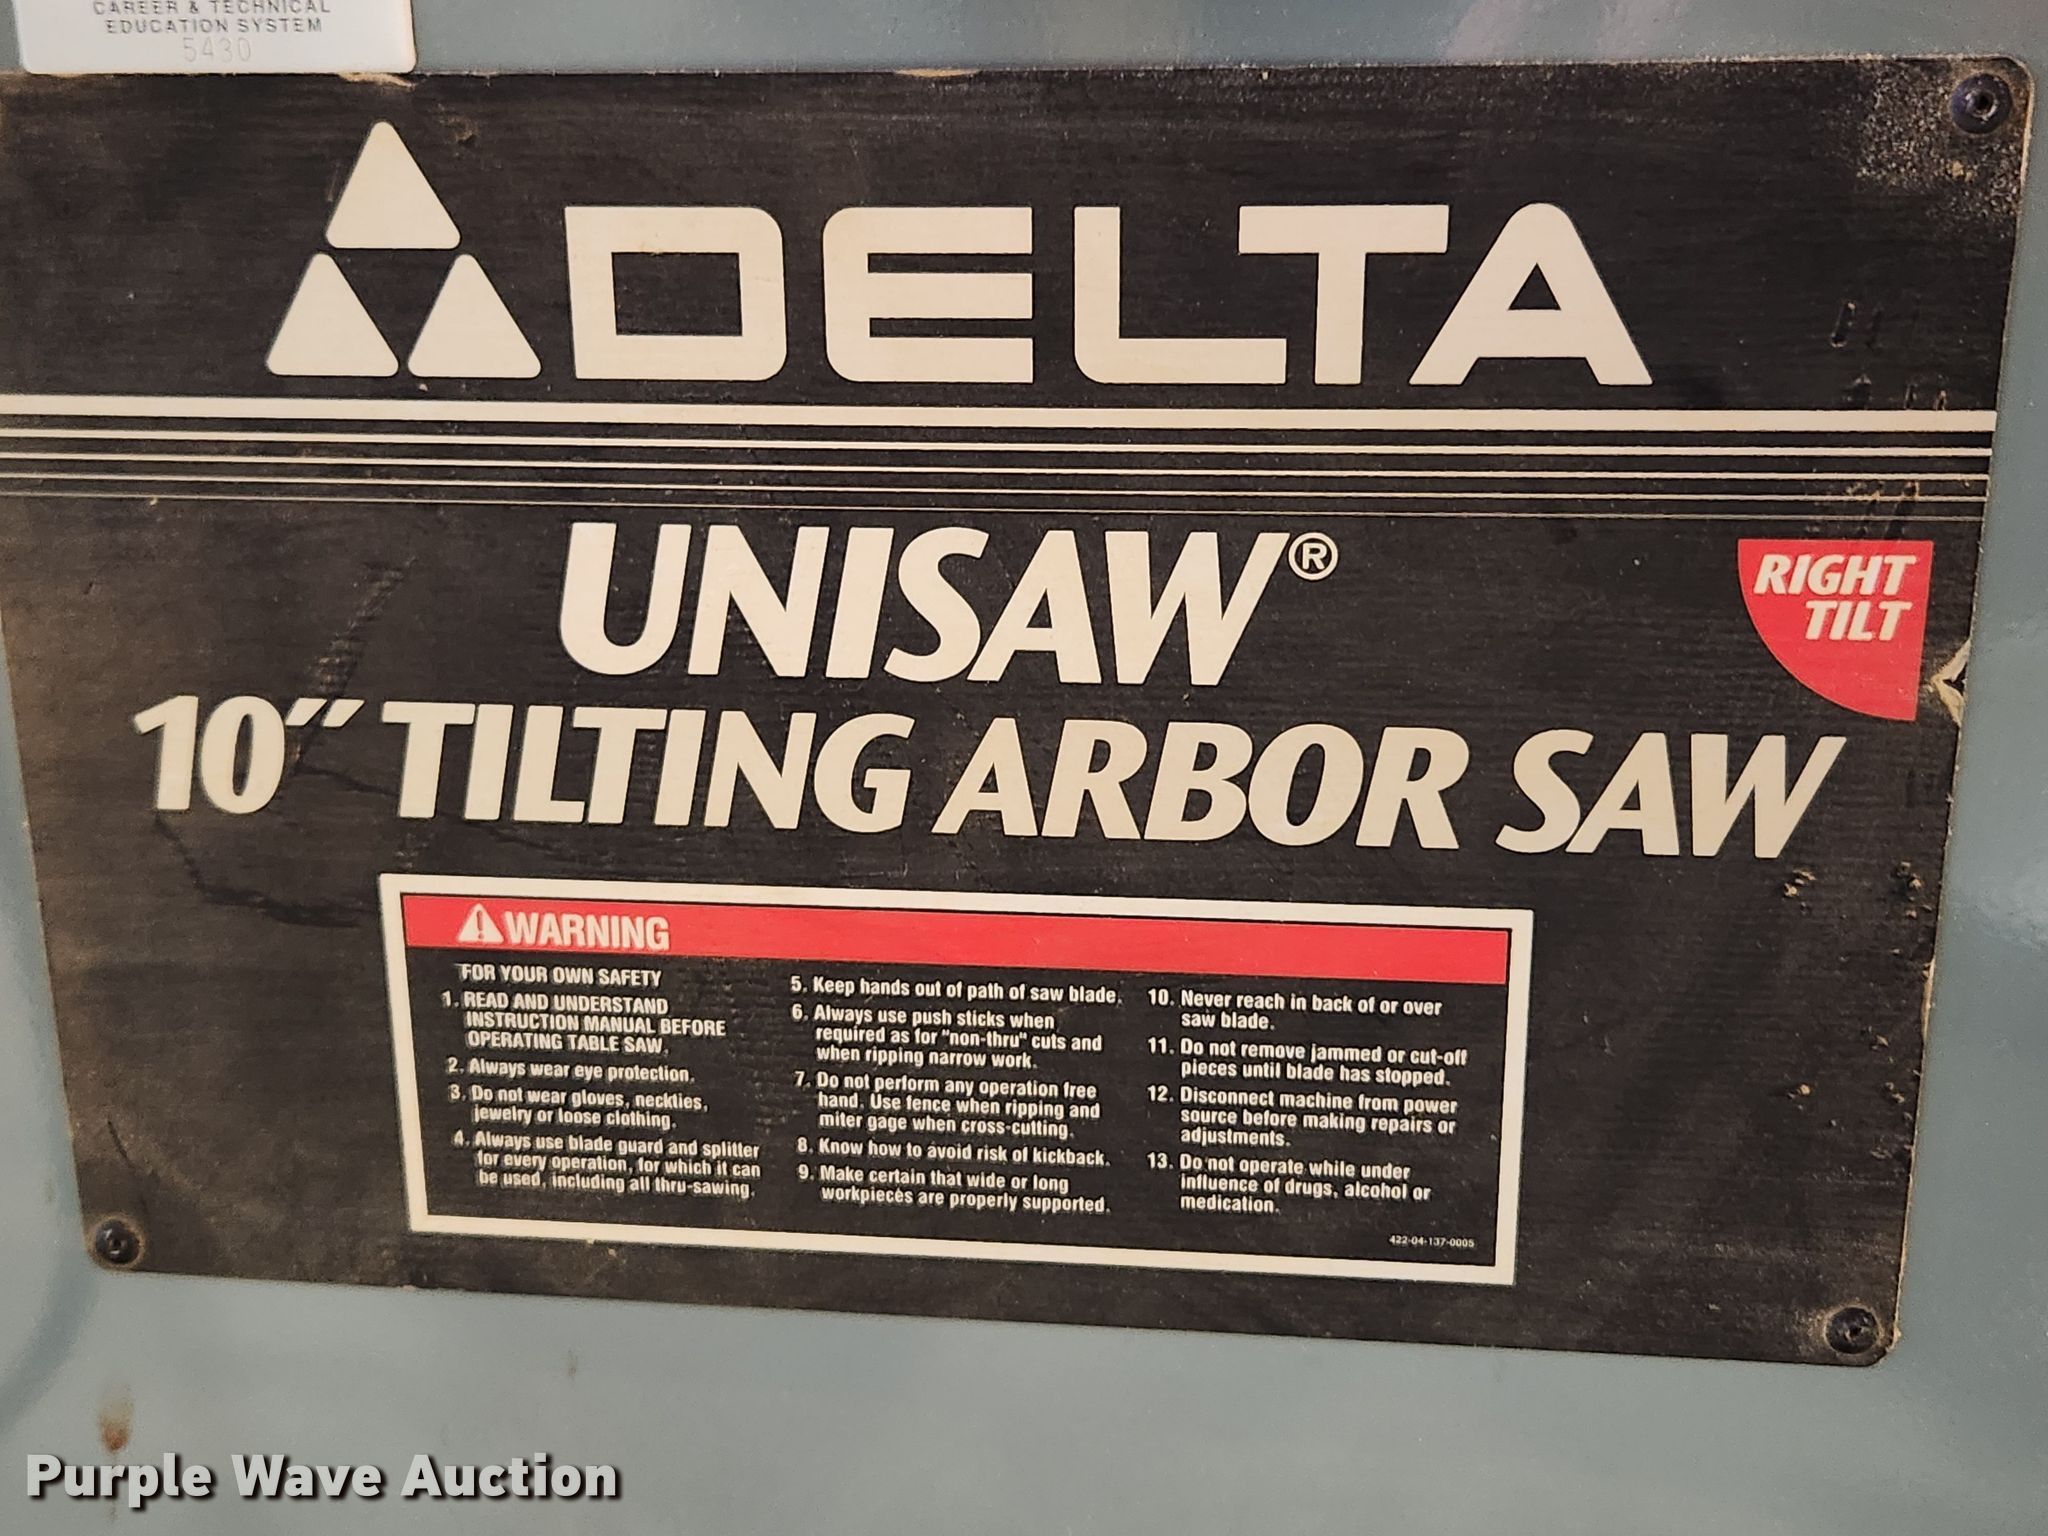 CAREER & TECHNICAL
EDUCATION SYSTEM
5430
DELTA
UNISAW®
RIGHT
TILT
10" TILTING ARBOR SAW
WARNING
FOR YOUR OWN SAFETY
1. READ AND UNDERSTAND
INSTRUCTION MANUAL BEFORE
OPERATING TABLE SAW.
2. Always wear eye protection.
3. Do not wear gloves, neckties,
jewelry or loose clothing.
4. Always use blade guard and splitter
for every operation, for which it can
be used, including all thru-sawing.
5. Keep hands out of path of saw blade.
6. Always use push sticks when
required as for "non-thru" cuts and
when ripping narrow work.
7. Do not perform any operation free
hand. Use fence when ripping and
miter gage when cross-cutting.
8. Know how to avoid risk of kickback.
9. Make certain that wide or long
workpieces are properly supported.
10. Never reach in back of or over
saw blade.
11. Do not remove jammed or cut-off
pieces until blade has stopped.
12. Disconnect machine from power
source before making repairs or
adjustments.
13. Do not operate while under
influence of drugs, alcohol or
medication.
422-04-137-0005
Purple Wave Auction